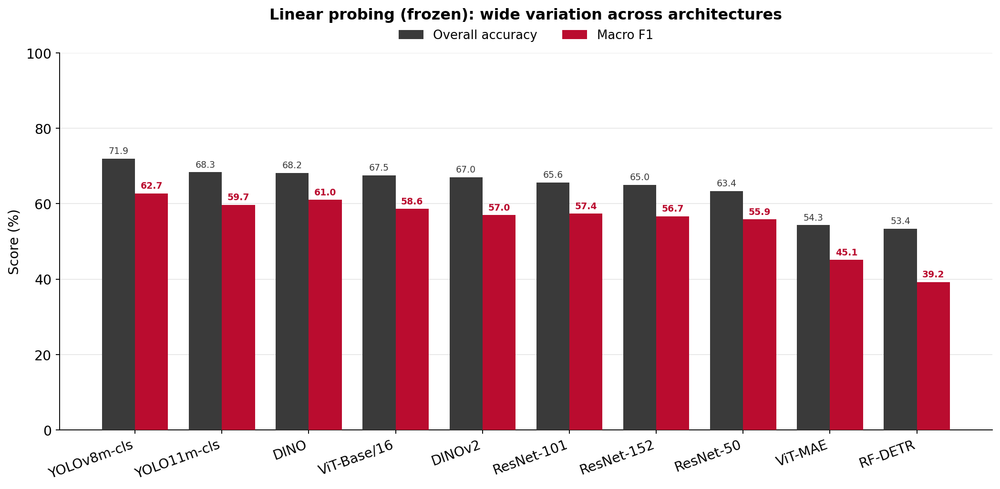 Linear probing (frozen): wide variation across architectures
Overall accuracy Macro F1
Score (%)
100
80
60
40
20
0
71.9 62.7
68.3 59.7
68.2 61.0
67.5 58.6
67.0 57.0
65.6 57.4
65.0 56.7
63.4 55.9
54.3 45.1
53.4 39.2
YOLOv8m-cls
YOLO11m-cls
DINO
ViT-Base/16
DINOv2
ResNet-101
ResNet-152
ResNet-50
ViT-MAE
RF-DETR